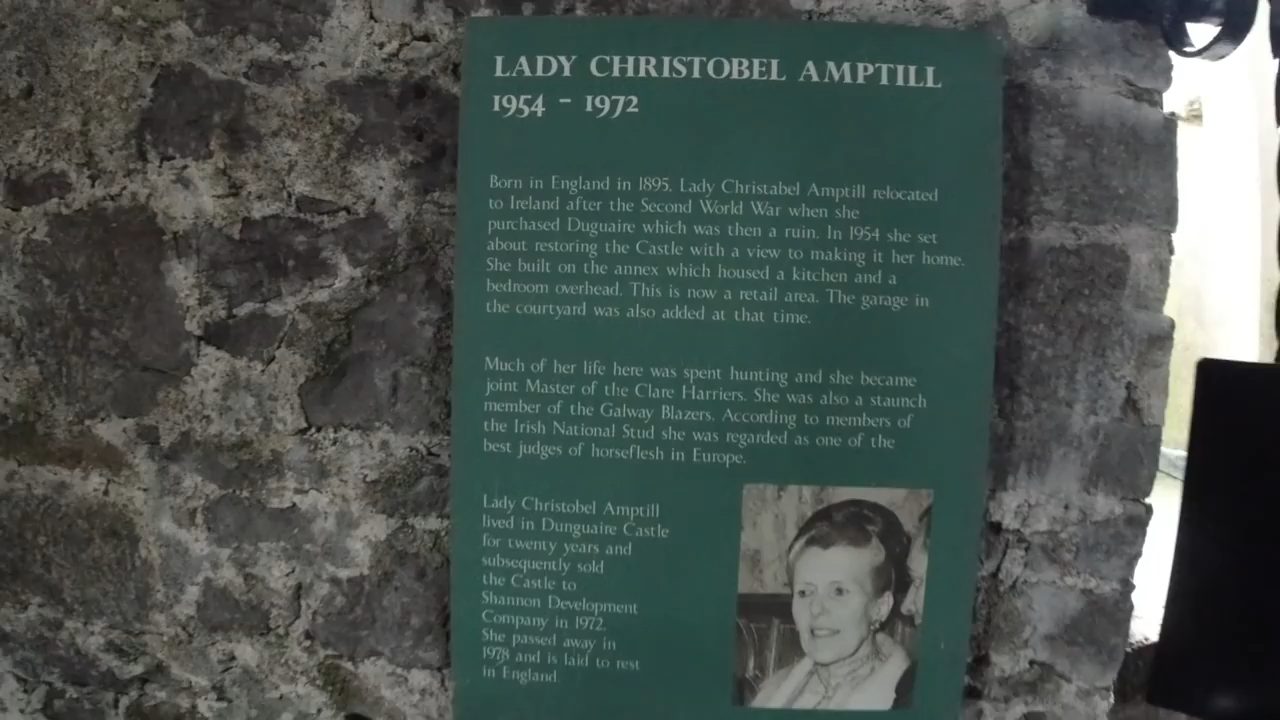 LADY CHRISTOBEL AMPTILL
1954 - 1972
Born in England in 1895. Lady Christabel Amptill relocated
to Ireland after the Second World War when she
purchased Duguaire which was then a ruin. In 1954 she set
about restoring the Castle with a view to making it her home.
She built on the annex which housed a kitchen and a
bedroom overhead. This is now a retail area. The garage in
the courtyard was also added at that time.
Much of her life here was spent hunting and she became
joint Master of the Clare Harriers. She was also a staunch
member of the Galway Blazers. According to members of
the Irish National Stud she was regarded as one of the
best judges of horseflesh in Europe.
Lady Christobel Amptill
lived in Dunguaire Castle
for twenty years and
subsequently sold
the Castle to
Shannon Development
Company in 1972.
She passed away in
1978 and is laid to rest
in England.